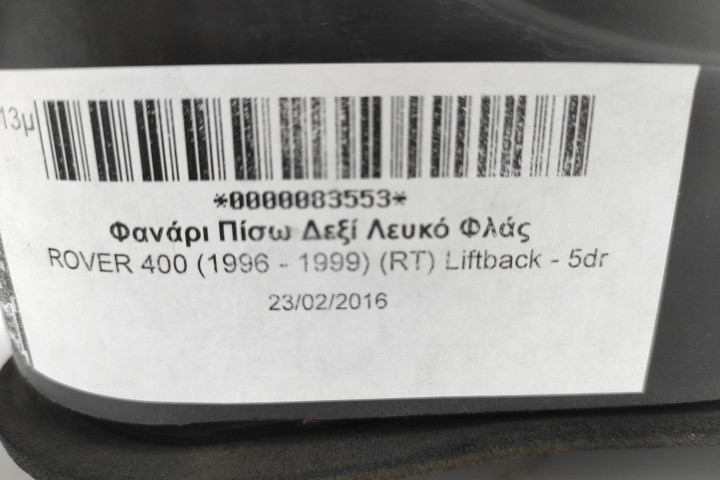 13μ
*0000083553*
Φανάρι Πίσω Δεξί Λευκό Φλάς
ROVER 400 (1996 - 1999) (RT) Liftback - 5dr
23/02/2016